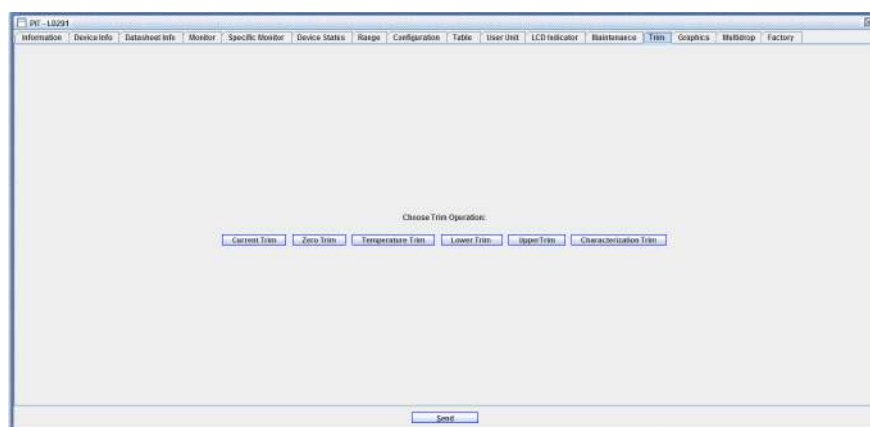 PIT - LD291
Information Device Info Datasheet Info Monitor Specific Monitor Device Status Range Configuration Table User Unit LCD Indicator Maintenance Trim Graphics Multidrop Factory
Choose Trim Operation:
Current Trim Zero Trim Temperature Trim Lower Trim UpperTrim Characterization Trim
Send